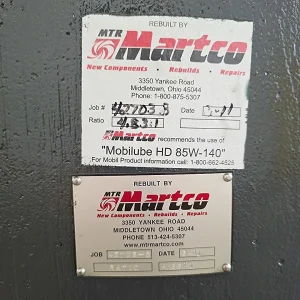 REBUILT BY
MTR Martco
New Components • Rebuilds • Repairs
3350 Yankee Road
Middletown, Ohio 45044
Phone: 1-800-875-5307
Job # Date
Ratio
MTR Martco recommends the use of
"Mobilube HD 85W-140"
For Mobil Product information call: 1-800-662-4525
REBUILT BY
MTR Martco
New Components • Rebuilds • Repairs
3350 YANKEE ROAD
MIDDLETOWN OHIO 45044
PHONE 513-424-5307
www.mtrmartco.com
JOB DATE